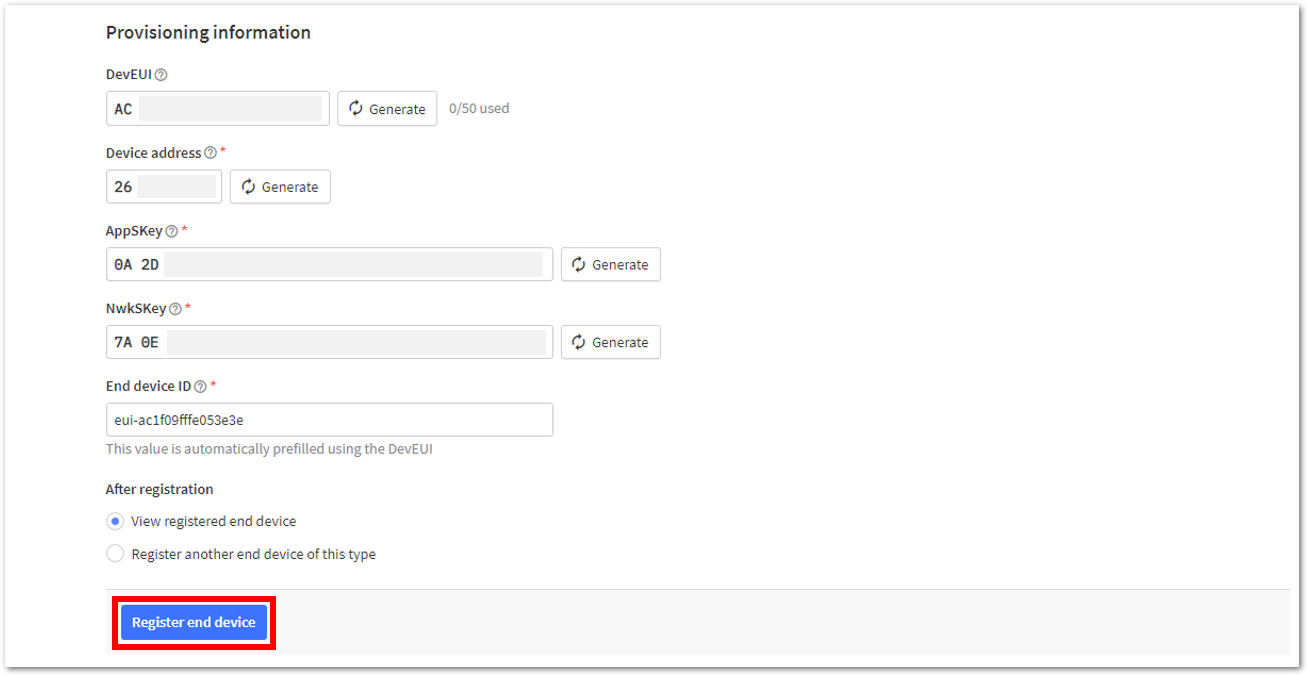 Provisioning information
DevEUI
AC
Generate
0/50 used
Device address *
26
Generate
AppSKey *
0A 2D
Generate
NwkSKey *
7A 0E
Generate
End device ID *
eui-ac1f09fffe053e3e
This value is automatically prefilled using the DevEUI
After registration
View registered end device
Register another end device of this type
Register end device